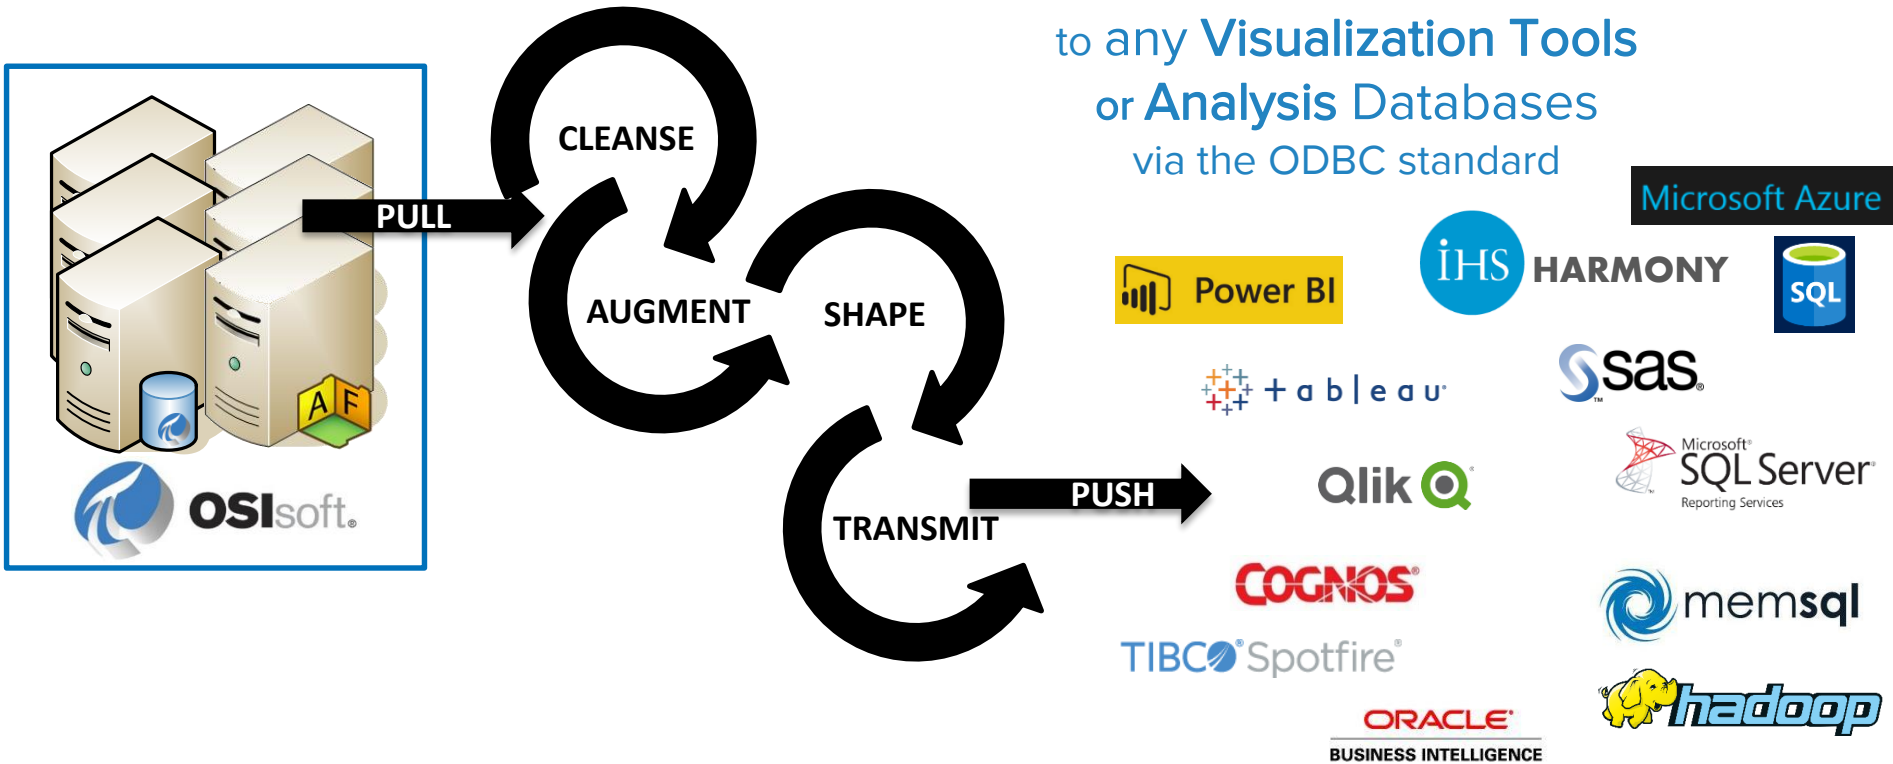 to any Visualization Tools
or Analysis Databases
via the ODBC standard
CLEANSE
PULL
AUGMENT
SHAPE
TRANSMIT
PUSH
A F
OSIsoft.
Microsoft Azure
Power BI
IHS HARMONY
SQL
+ a b l e a u
sas
Qlik
Microsoft®
SQL Server®
Reporting Services
COGNOS®
memsql
TIBCO® Spotfire®
hadoop
ORACLE®
BUSINESS INTELLIGENCE